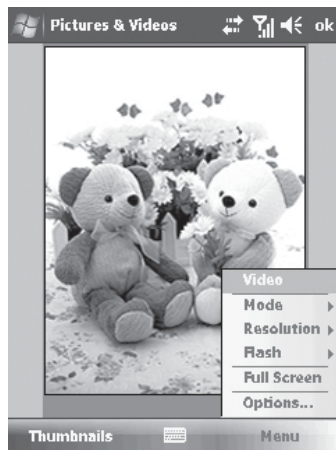 Pictures & Videos ok
Video
Mode
Resolution
Flash
Full Screen
Options...
Thumbnails Menu